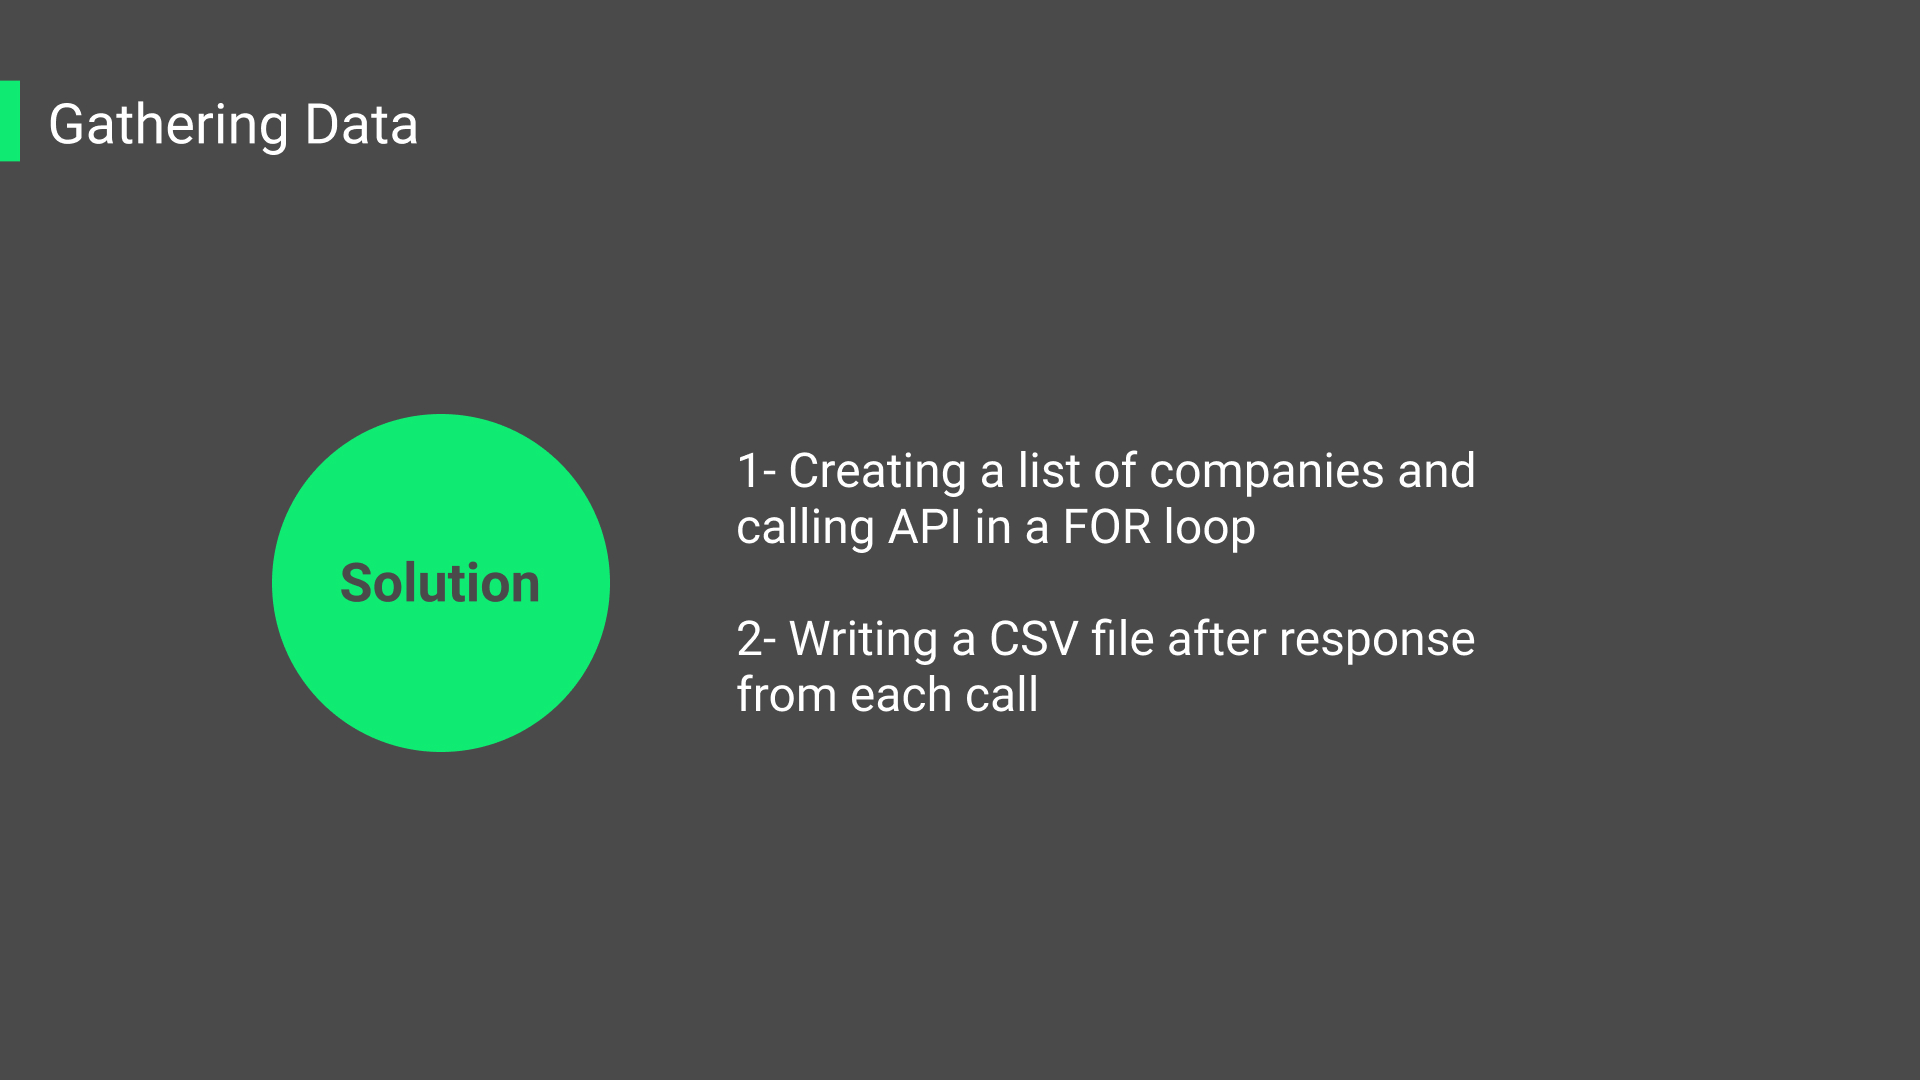 Gathering Data
Solution
1- Creating a list of companies and
calling API in a FOR loop
2- Writing a CSV file after response
from each call